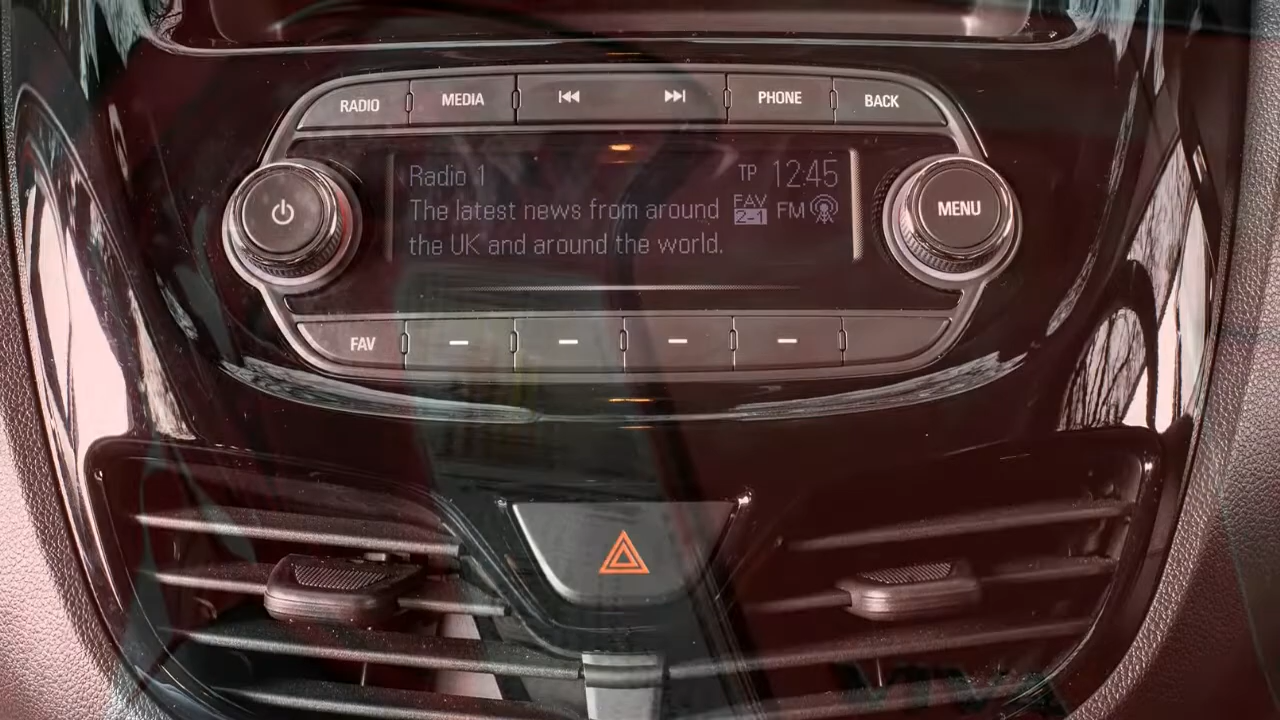 RADIO MEDIA PHONE BACK
Radio 1 TP 12:45
The latest news from around FAV
2-1 FM
the UK and around the world.
MENU
FAV
VIVA